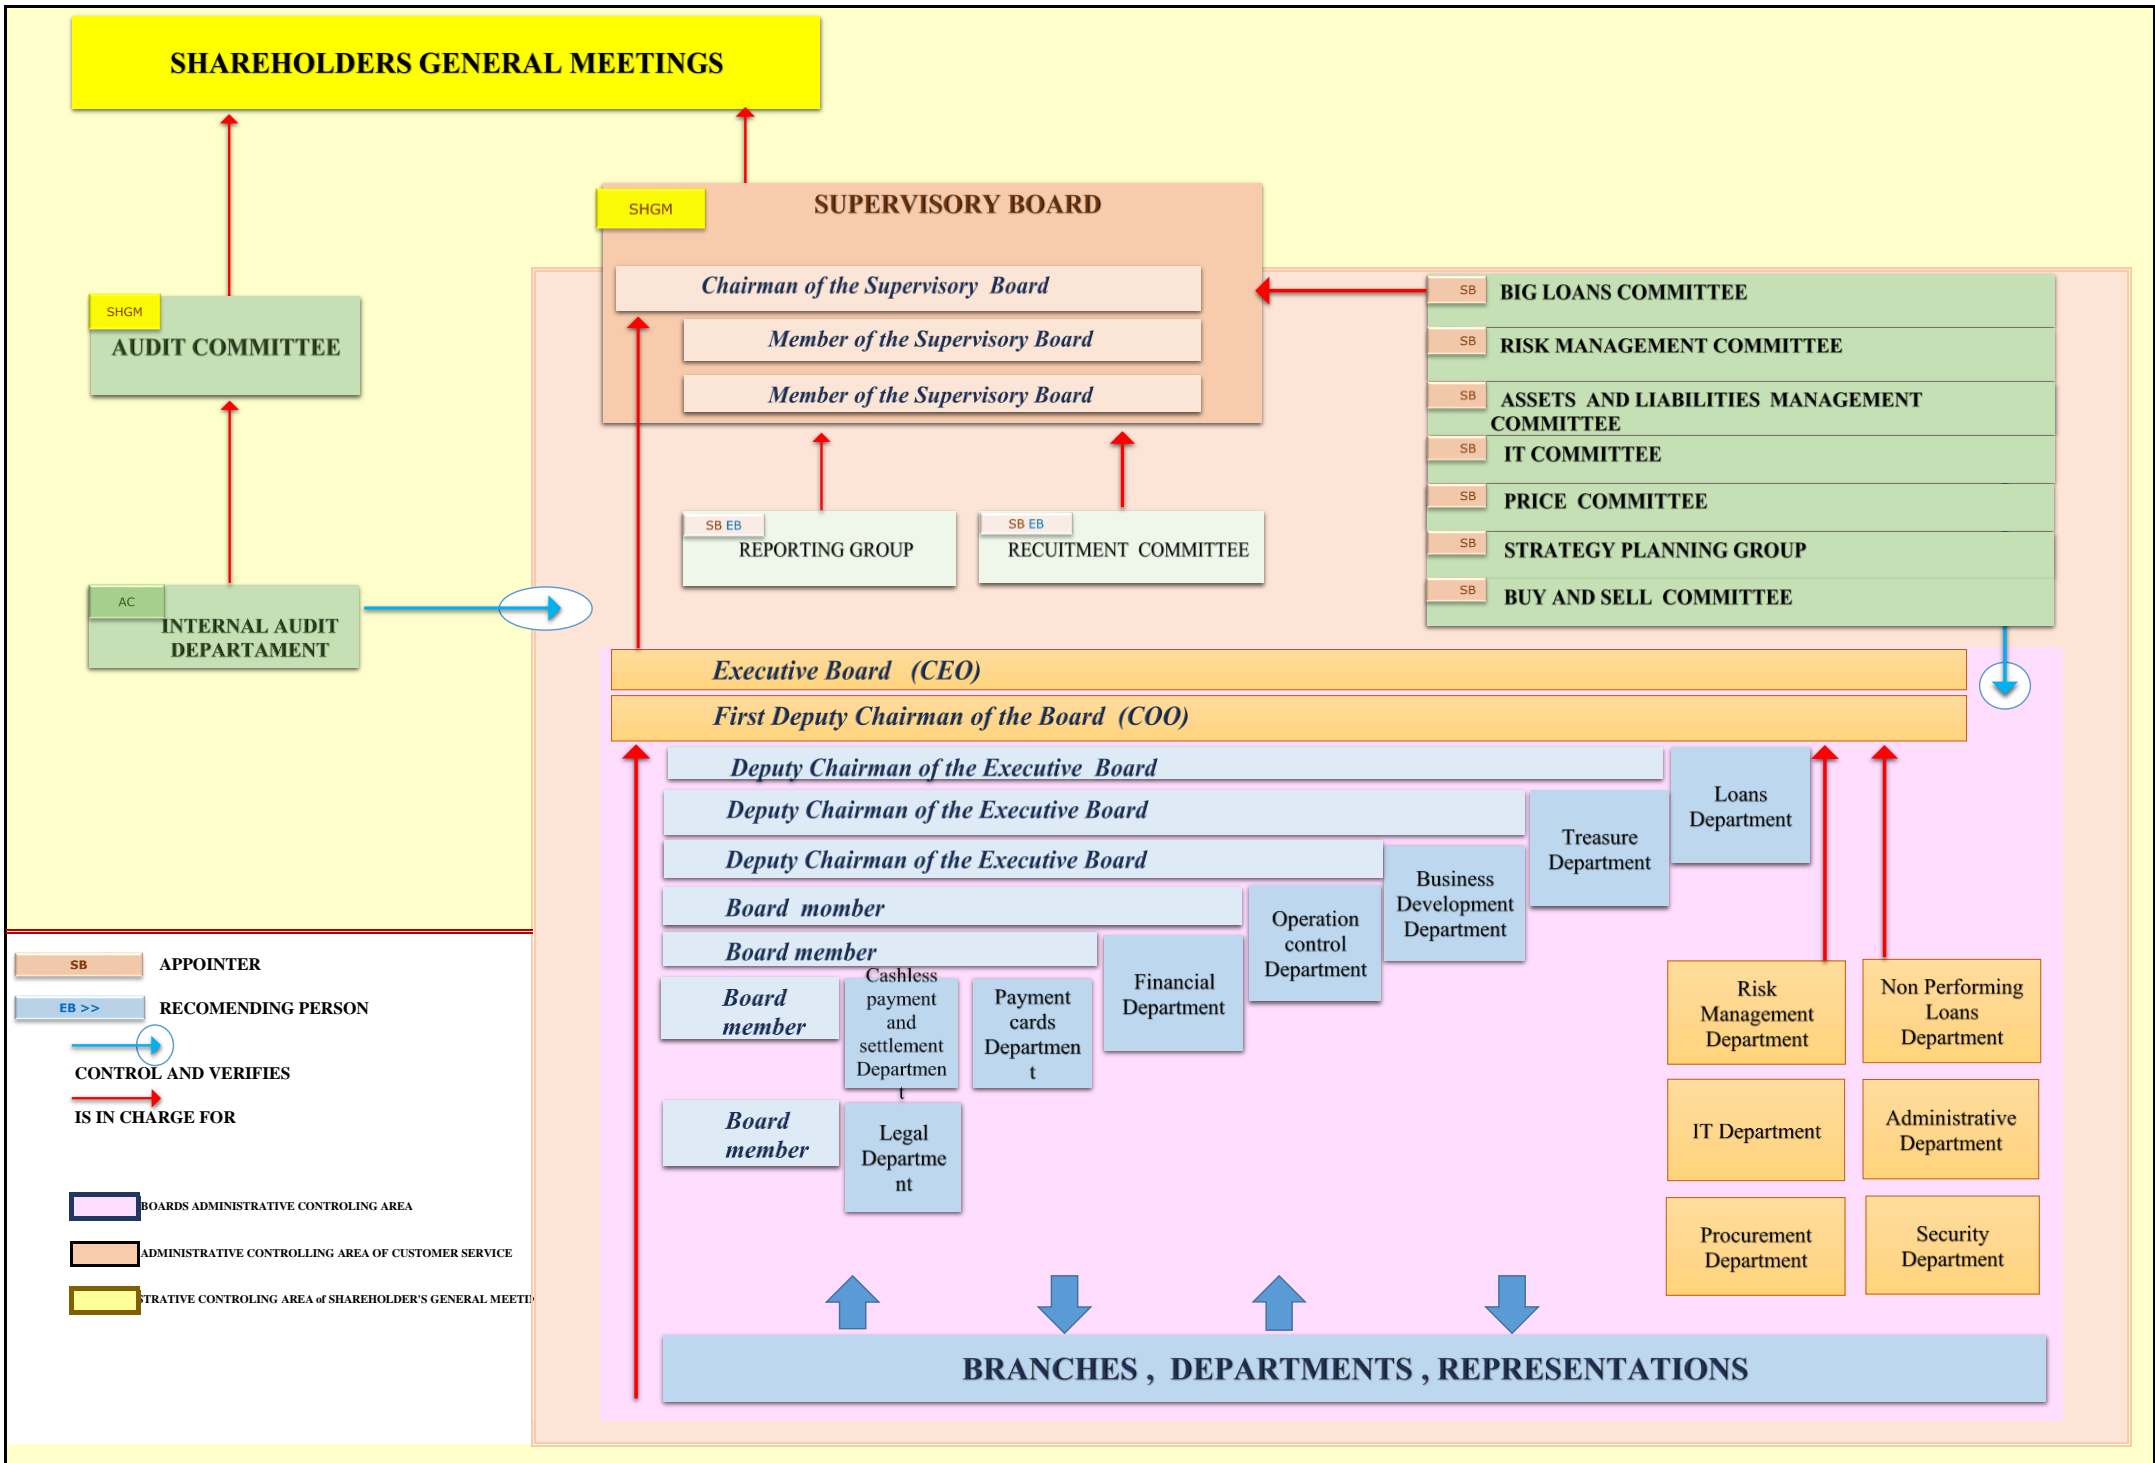 SHAREHOLDERS GENERAL MEETINGS
SHGM
SUPERVISORY BOARD
Chairman of the Supervisory  Board
Member of the Supervisory Board
Member of the Supervisory Board
SHGM
AUDIT COMMITTEE
SB
BIG LOANS COMMITTEE
SB
RISK MANAGEMENT COMMITTEE
SB
ASSETS  AND LIABILITIES  MANAGEMENT
COMMITTEE
SB
IT COMMITTEE
SB
PRICE  COMMITTEE
SB
STRATEGY PLANNING GROUP
SB
BUY AND SELL  COMMITTEE
SB EB
REPORTING GROUP
SB EB
RECUITMENT  COMMITTEE
AC
INTERNAL AUDIT
DEPARTAMENT
Executive Board   (CEO)
First Deputy Chairman of the Board  (COO)
Deputy Chairman of the Executive  Board
Loans
Department
Deputy Chairman of the Executive Board
Treasure
Department
Deputy Chairman of the Executive Board
Business
Development
Department
Board  momber
Operation
control
Department
Board member
Financial
Department
Board
member
Cashless
payment
and
settlement
Departmen
t
Payment
cards
Departmen
t
Board
member
Legal
Departme
nt
Risk
Management
Department
Non Performing
Loans
Department
IT Department
Administrative
Department
Procurement
Department
Security
Department
BRANCHES ,  DEPARTMENTS , REPRESENTATIONS
SB
APPOINTER
EB >>
RECOMENDING PERSON
CONTROL AND VERIFIES
IS IN CHARGE FOR
BOARDS ADMINISTRATIVE CONTROLING AREA
ADMINISTRATIVE CONTROLLING AREA OF CUSTOMER SERVICE
STRATIVE CONTROLING AREA of SHAREHOLDER'S GENERAL MEETIN